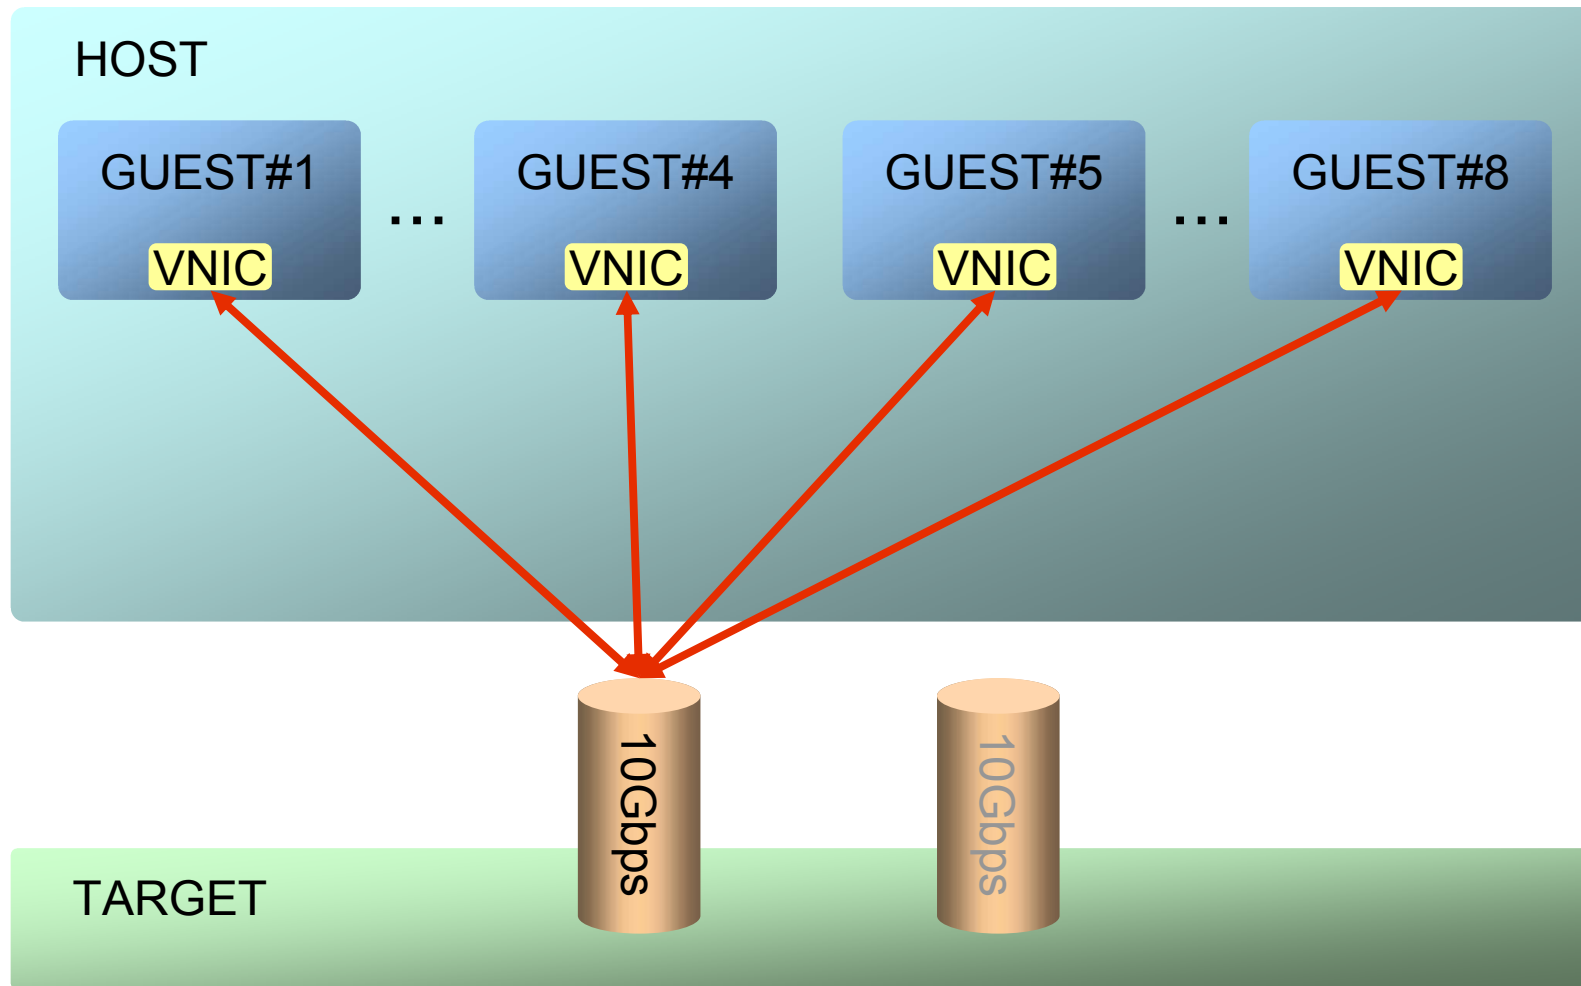 HOST
GUEST#1
GUEST#4
GUEST#5
GUEST#8
...
...
VNIC
VNIC
VNIC
VNIC
10Gbps
10Gbps
TARGET